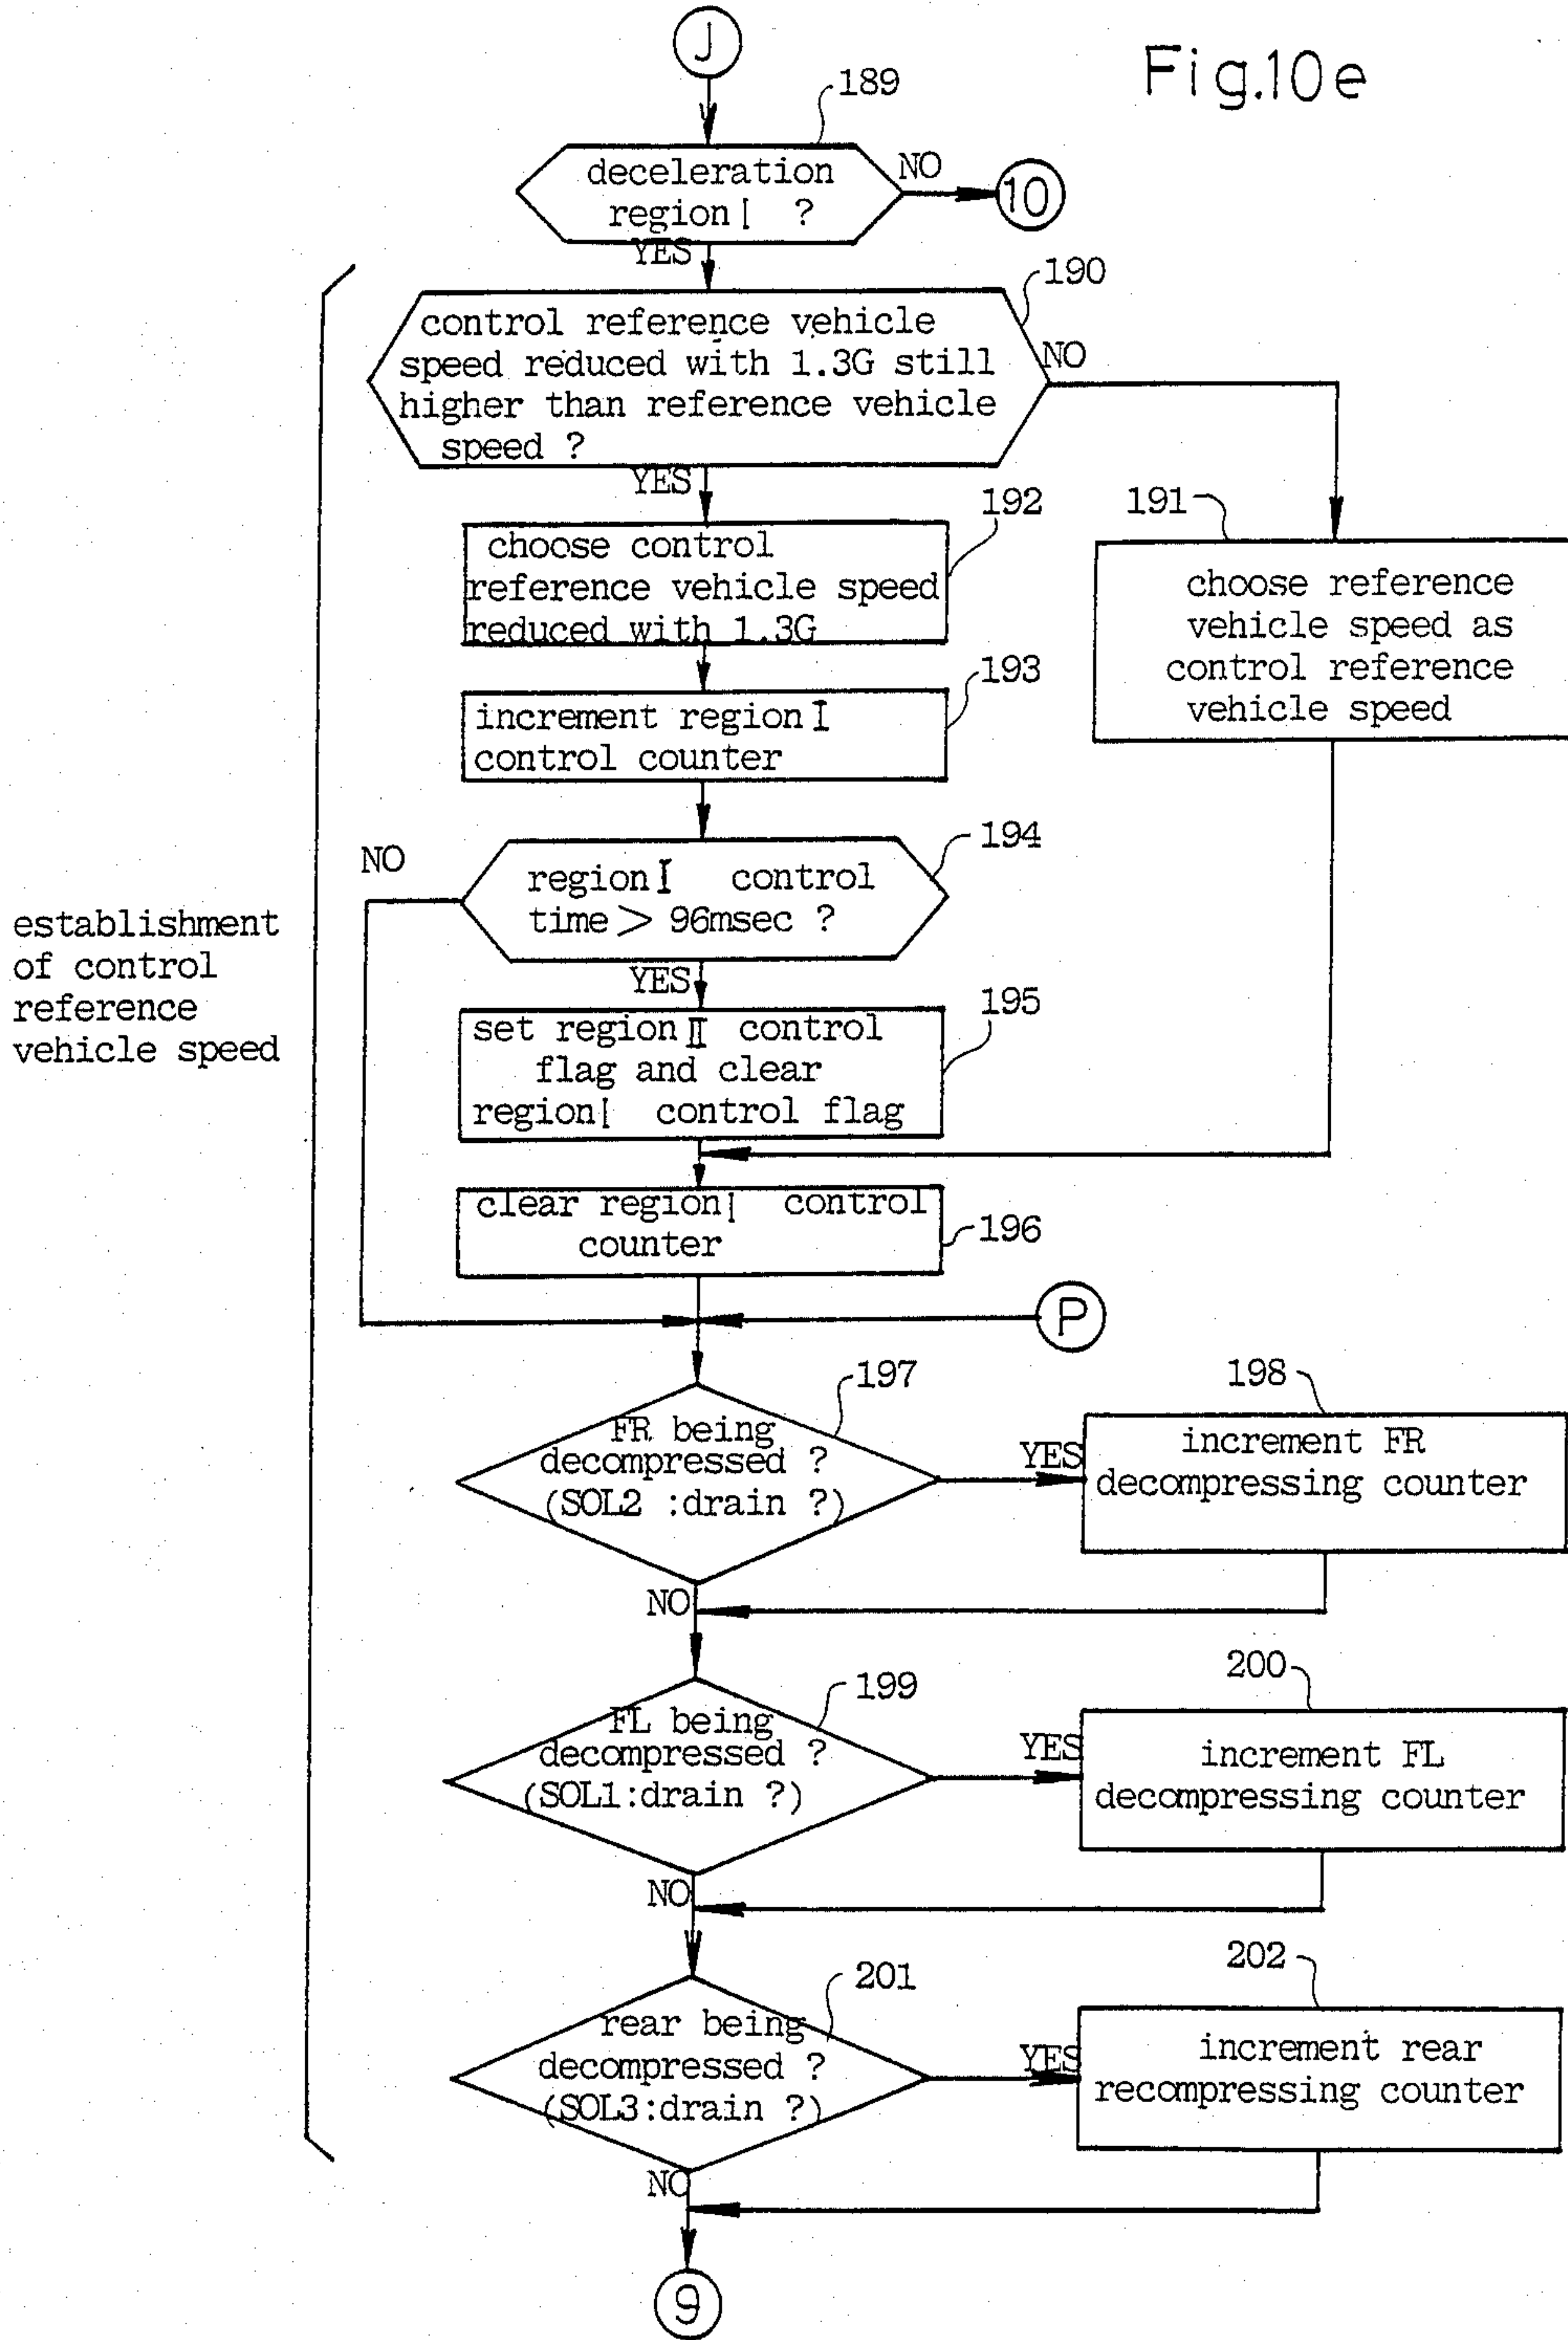 J
Fig.10e
189
deceleration
region I ?
NO
10
YES
190
control reference vehicle
speed reduced with 1.3G still
higher than reference vehicle
speed ?
NO
YES
192
choose control
reference vehicle speed
reduced with 1.3G
191
choose reference
vehicle speed as
control reference
vehicle speed
193
increment region I
control counter
194
NO
region I control
time > 96msec ?
establishment
of control
reference
vehicle speed
YES
195
set region II control
flag and clear
region I control flag
clear region I control
counter
196
P
197
FR being
decompressed ?
(SOL2 :drain ?)
YES
198
increment FR
decompressing counter
NO
199
FL being
decompressed ?
(SOL1:drain ?)
YES
200
increment FL
decompressing counter
NO
201
rear being
decompressed ?
(SOL3:drain ?)
YES
202
increment rear
recompressing counter
NO
9